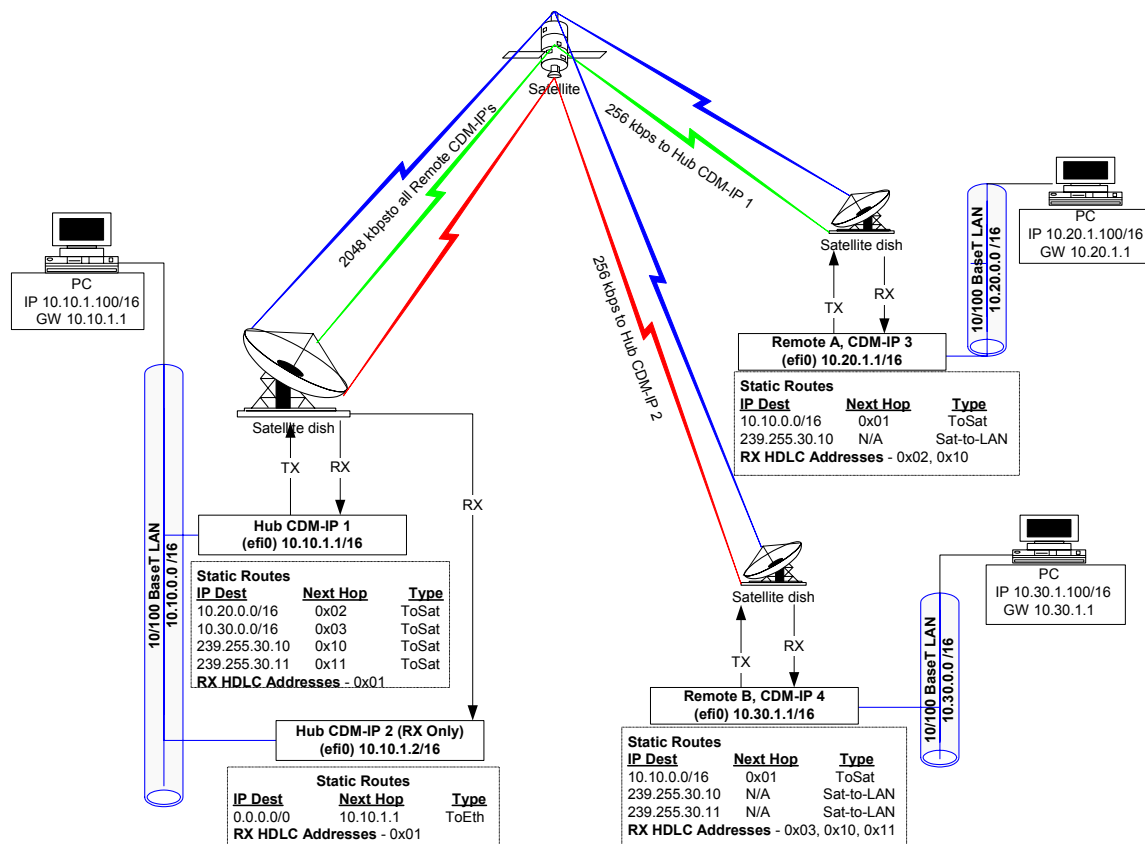 Satellite
2048 kbpsto all Remote CDM-IP's
256 kbps to Hub CDM-IP 1
256 kbps to Hub CDM-IP 2
PC
IP 10.10.1.100/16
GW 10.10.1.1
10/100 BaseT LAN
10.10.0.0 /16
Satellite dish
TX
RX
RX
Hub CDM-IP 1
(efi0) 10.10.1.1/16
Static Routes
IP Dest Next Hop Type
10.20.0.0/16 0x02 ToSat
10.30.0.0/16 0x03 ToSat
239.255.30.10 0x10 ToSat
239.255.30.11 0x11 ToSat
RX HDLC Addresses - 0x01
Hub CDM-IP 2 (RX Only)
(efi0) 10.10.1.2/16
Static Routes
IP Dest Next Hop Type
0.0.0.0/0 10.10.1.1 ToEth
RX HDLC Addresses - 0x01
Satellite dish
TX
RX
10/100 BaseT LAN
10.20.0.0 /16
PC
IP 10.20.1.100/16
GW 10.20.1.1
Remote A, CDM-IP 3
(efi0) 10.20.1.1/16
Static Routes
IP Dest Next Hop Type
10.10.0.0/16 0x01 ToSat
239.255.30.10 N/A Sat-to-LAN
RX HDLC Addresses - 0x02, 0x10
Satellite dish
TX
RX
10/100 BaseT LAN
10.30.0.0 /16
PC
IP 10.30.1.100/16
GW 10.30.1.1
Remote B, CDM-IP 4
(efi0) 10.30.1.1/16
Static Routes
IP Dest Next Hop Type
10.10.0.0/16 0x01 ToSat
239.255.30.10 N/A Sat-to-LAN
239.255.30.11 N/A Sat-to-LAN
RX HDLC Addresses - 0x03, 0x10, 0x11